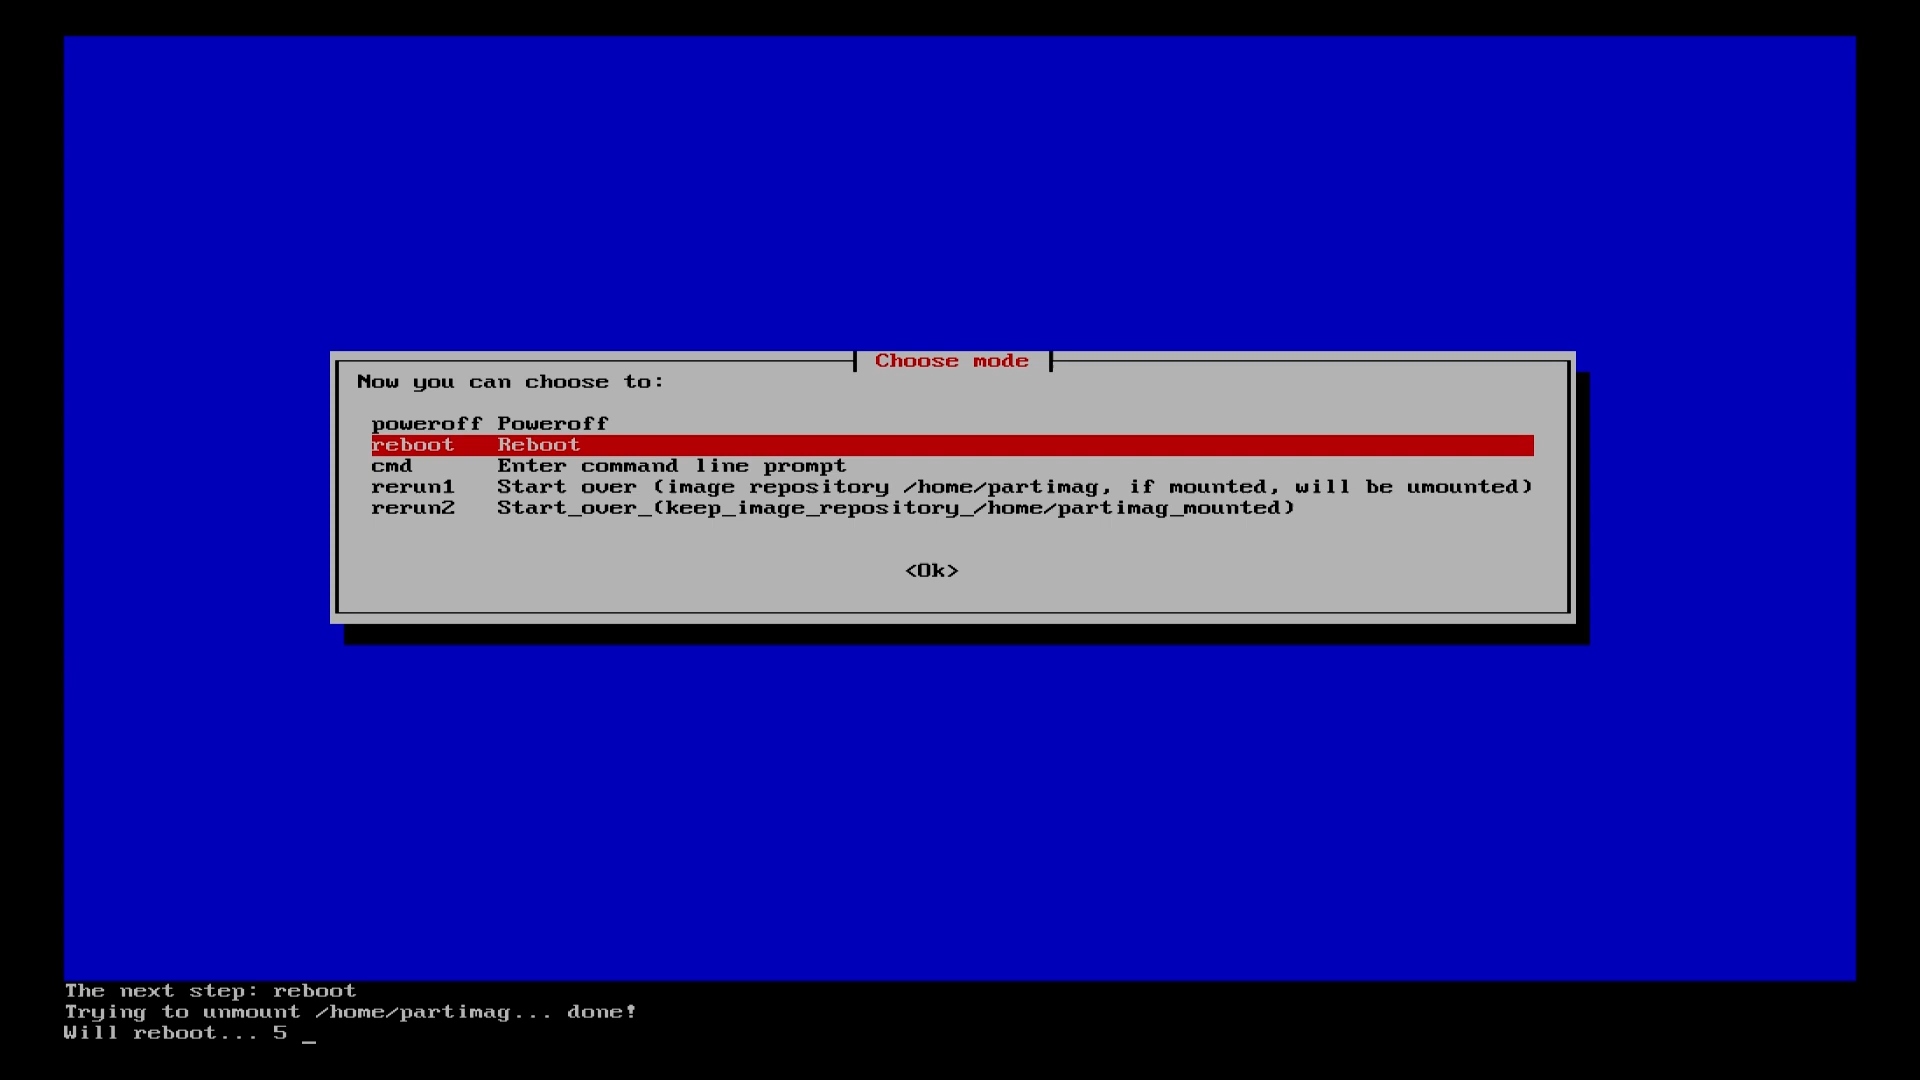 Choose mode
Now you can choose to:
poweroff Poweroff
reboot Reboot
cmd Enter command line prompt
rerun1 Start over (image repository /home/partimag, if mounted, will be umounted)
rerun2 Start_over_(keep_image_repository_/home/partimag_mounted)
<Ok>
The next step: reboot
Trying to unmount /home/partimag... done!
Will reboot... 5 _